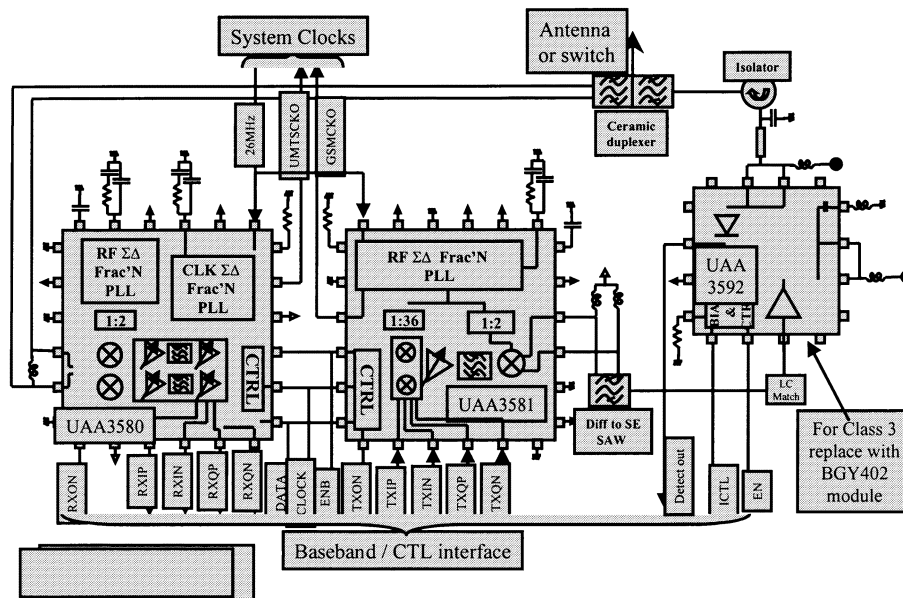 System Clocks
Antenna
or switch
Isolator
Ceramic
duplexer
26MHz
UMTSCKO
GSMCKO
RF ΣΔ
Frac'N
PLL
CLK ΣΔ
Frac'N
PLL
1:2
CTRL
UAA3580
RF ΣΔ Frac'N
PLL
1:36
1:2
CTRL
UAA3581
UAA
3592
BIA
&
CTR
Diff to SE
SAW
LC
Match
For Class 3
replace with
BGY402
module
RXON
RXIP
RXIN
RXQP
RXQN
DATA
CLOCK
ENB
TXON
TXIP
TXIN
TXQP
TXQN
Detect out
ICTL
EN
Baseband / CTL interface